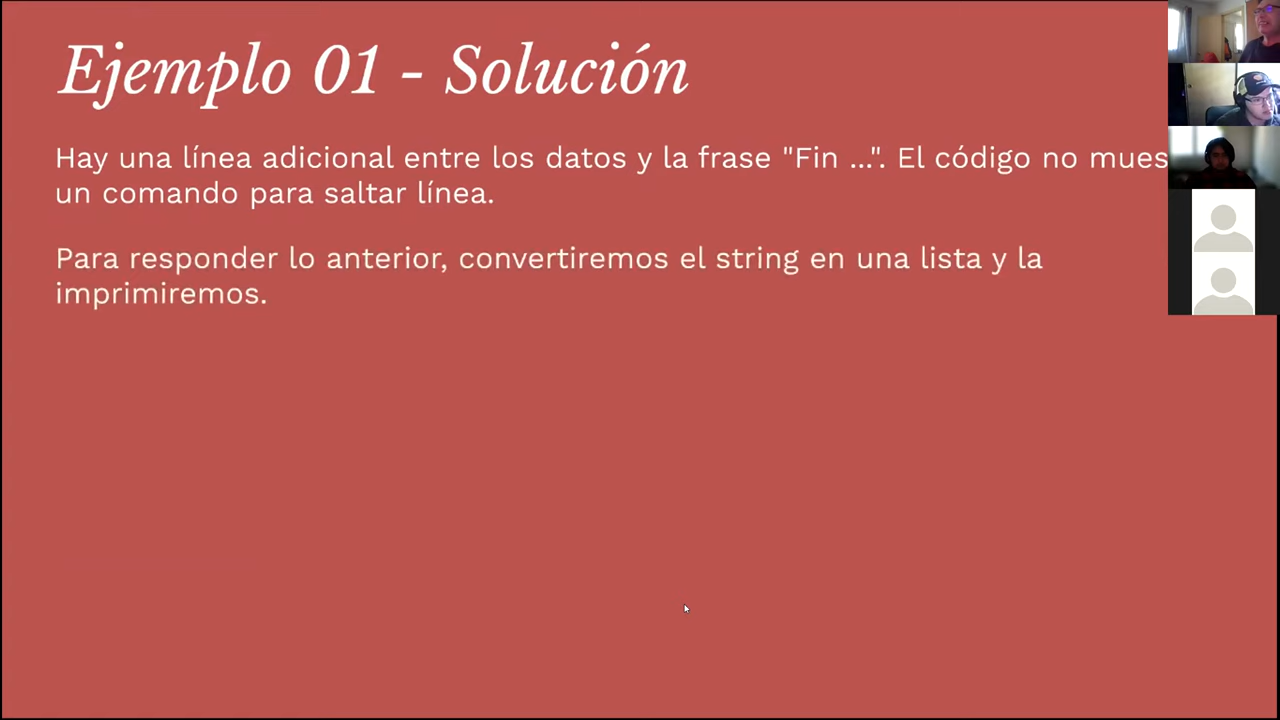 Ejemplo 01 - Solución
Hay una línea adicional entre los datos y la frase "Fin ...". El código no mues
un comando para saltar línea.
Para responder lo anterior, convertiremos el string en una lista y la
imprimiremos.